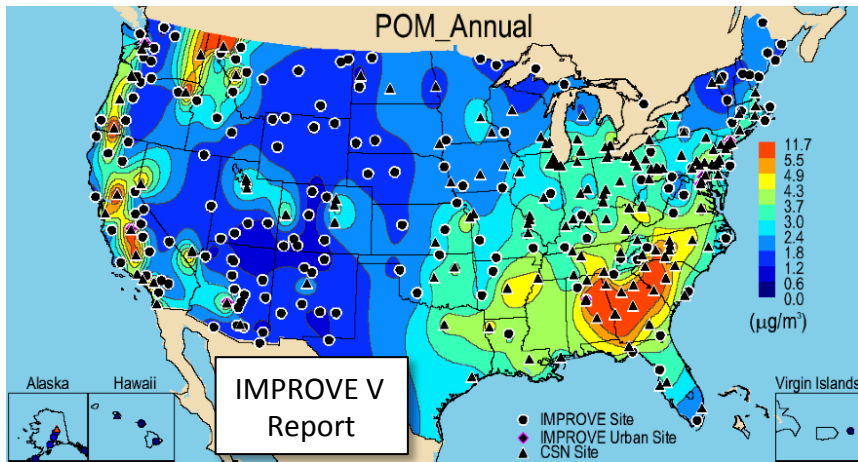 POM_Annual
11.7
5.5
4.9
4.3
3.7
3.0
2.4
1.8
1.2
0.6
0.0
(μg/m³)
IMPROVE V
Report
Alaska
Hawaii
Virgin Islands
IMPROVE Site
IMPROVE Urban Site
CSN Site